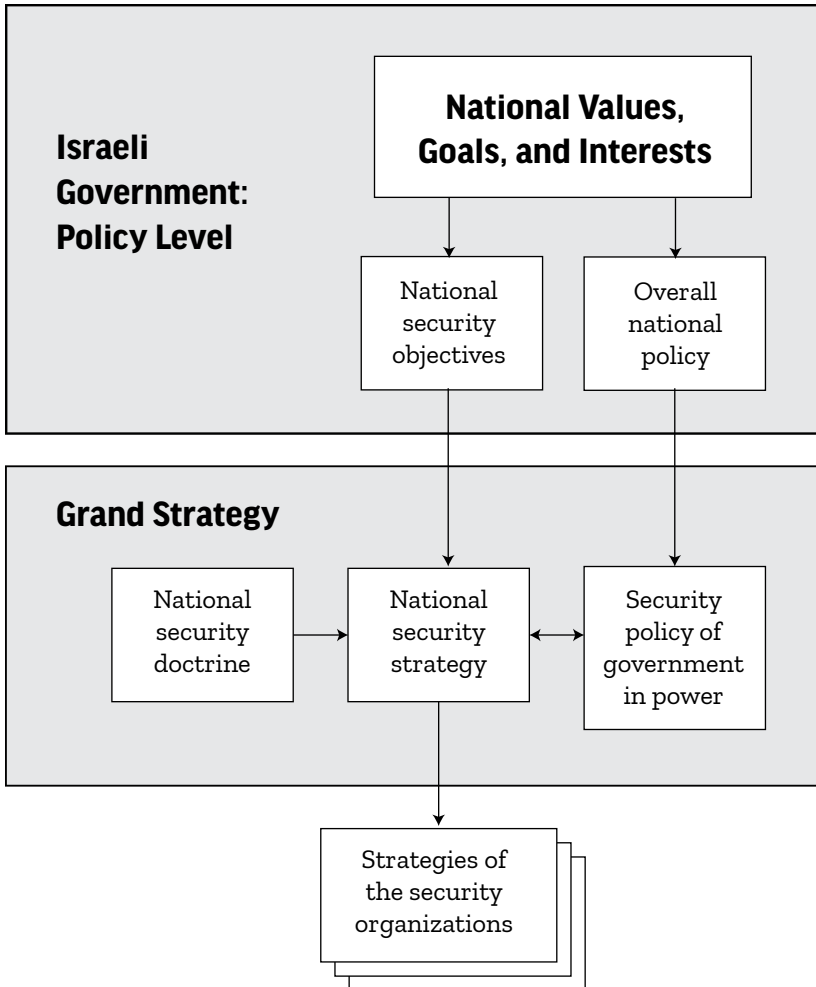 Israeli
Government:
Policy Level
National Values,
Goals, and Interests
National
security
objectives
Overall
national
policy
Grand Strategy
National
security
doctrine
National
security
strategy
Security
policy of
government
in power
Strategies of
the security
organizations